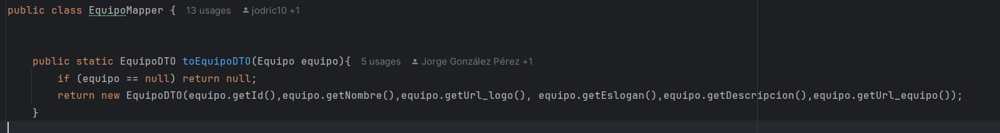 public class EquipoMapper { 13 usages jodric10 +1
public static EquipoDTO toEquipoDTO(Equipo equipo){ 5 usages Jorge González Pérez +1
if (equipo == null) return null;
return new EquipoDTO(equipo.getId(),equipo.getNombre(),equipo.getUrl_logo(), equipo.getEslogan(),equipo.getDescripcion(),equipo.getUrl_equipo());
}